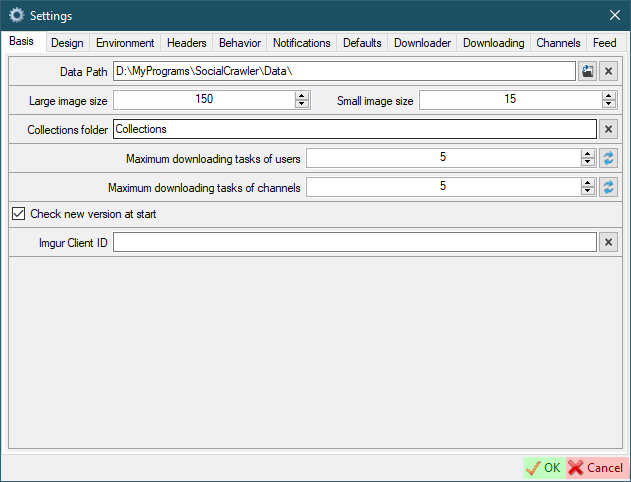 Settings
Basis Design Environment Headers Behavior Notifications Defaults Downloader Downloading Channels Feed
Data Path D:\MyPrograms\SocialCrawler\Data\
Large image size 150 Small image size 15
Collections folder Collections
Maximum downloading tasks of users 5
Maximum downloading tasks of channels 5
Check new version at start
Imgur Client ID
OK Cancel